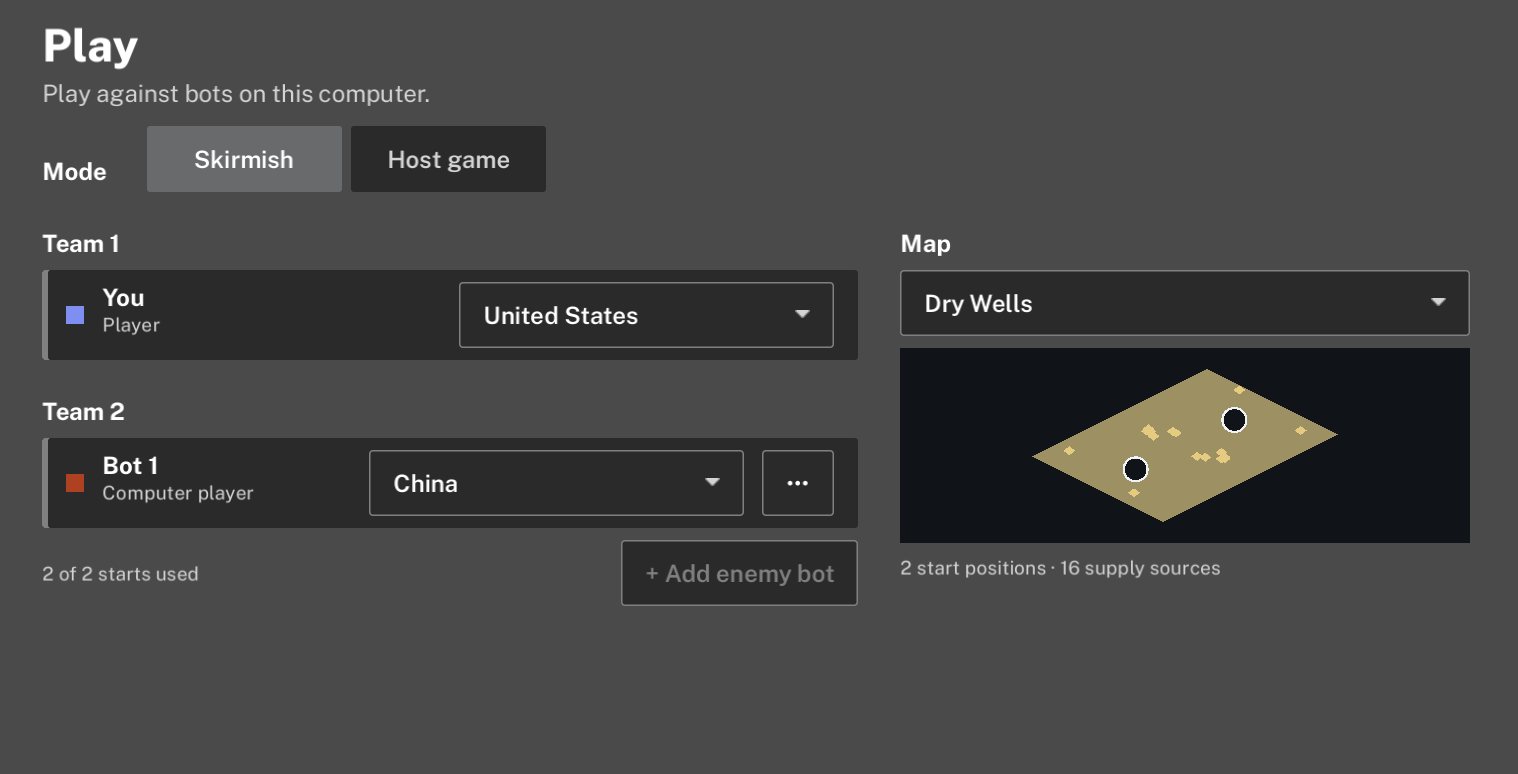 Play
Play against bots on this computer.
Mode
Skirmish
Host game
Team 1
You
Player
United States
Team 2
Bot 1
Computer player
China
...
2 of 2 starts used
+ Add enemy bot
Map
Dry Wells
2 start positions · 16 supply sources